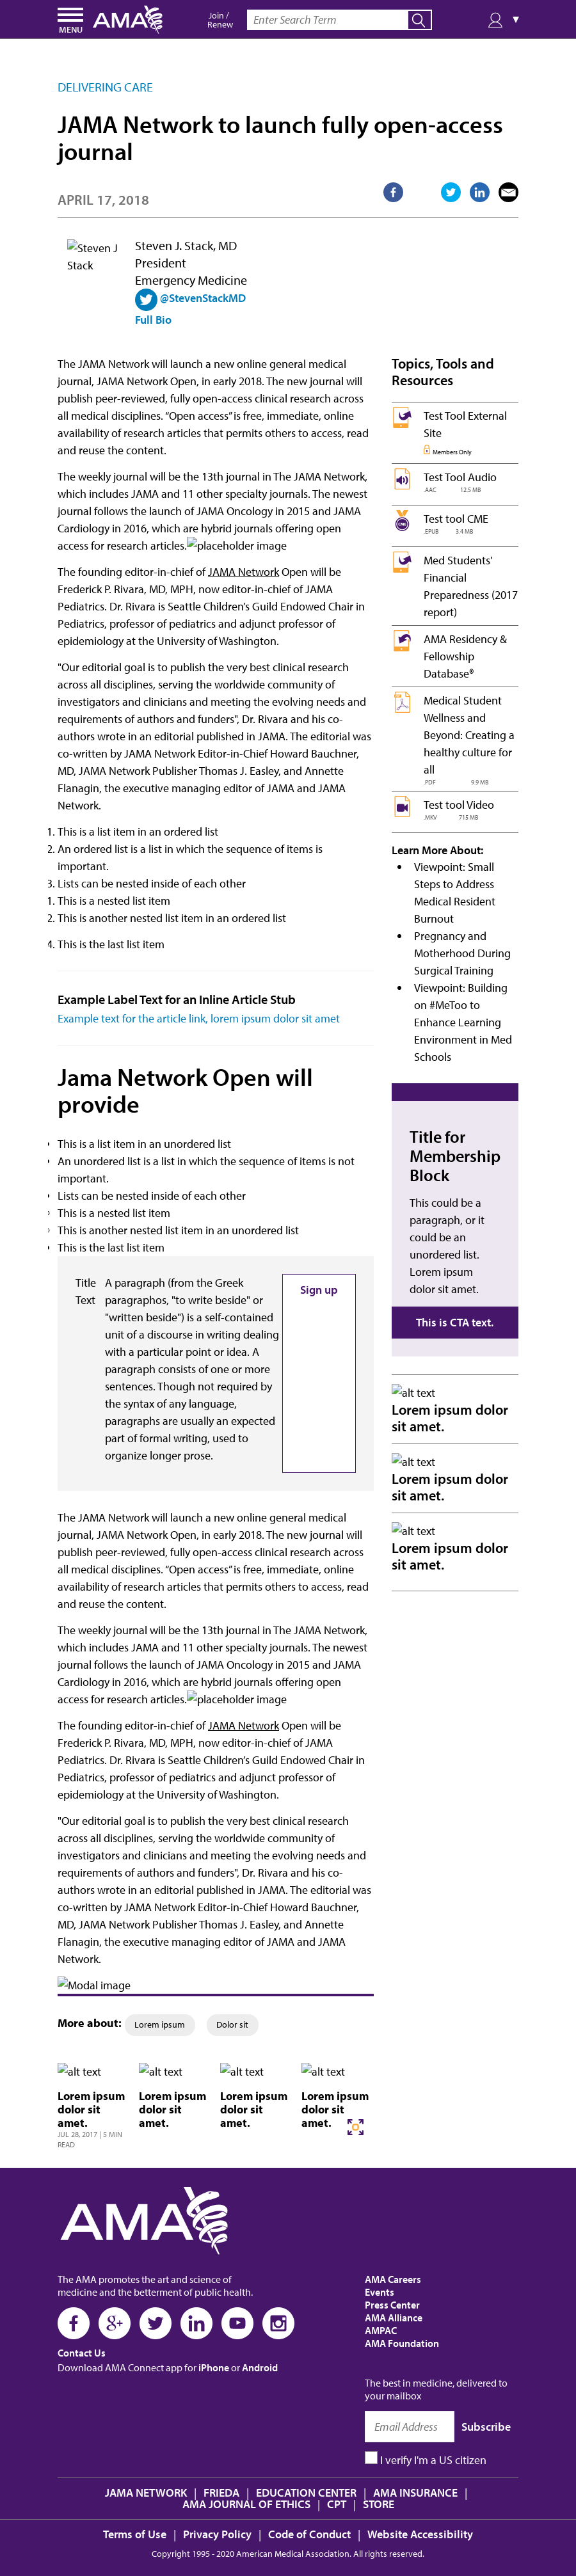 MENU
AMA
Join /
Renew
Enter Search Term
▼
DELIVERING CARE
JAMA Network to launch fully open-access
journal
APRIL 17, 2018
Steven J
Stack
Steven J. Stack, MD
President
Emergency Medicine
@StevenStackMD
Full Bio
The JAMA Network will launch a new online general medical
journal, JAMA Network Open, in early 2018. The new journal will
publish peer-reviewed, fully open-access clinical research across
all medical disciplines. “Open access” is free, immediate, online
availability of research articles that permits others to access, read
and reuse the content.
The weekly journal will be the 13th journal in The JAMA Network,
which includes JAMA and 11 other specialty journals. The newest
journal follows the launch of JAMA Oncology in 2015 and JAMA
Cardiology in 2016, which are hybrid journals offering open
access for research articles. placeholder image
The founding editor-in-chief of JAMA Network Open will be
Frederick P. Rivara, MD, MPH, now editor-in-chief of JAMA
Pediatrics. Dr. Rivara is Seattle Children’s Guild Endowed Chair in
Pediatrics, professor of pediatrics and adjunct professor of
epidemiology at the University of Washington.
"Our editorial goal is to publish the very best clinical research
across all disciplines, serving the worldwide community of
investigators and clinicians and meeting the evolving needs and
requirements of authors and funders", Dr. Rivara and his co-
authors wrote in an editorial published in JAMA. The editorial was
co-written by JAMA Network Editor-in-Chief Howard Bauchner,
MD, JAMA Network Publisher Thomas J. Easley, and Annette
Flanagin, the executive managing editor of JAMA and JAMA
Network.
1. This is a list item in an ordered list
2. An ordered list is a list in which the sequence of items is
important.
3. Lists can be nested inside of each other
1. This is a nested list item
2. This is another nested list item in an ordered list
4. This is the last list item
Example Label Text for an Inline Article Stub
Example text for the article link, lorem ipsum dolor sit amet
Jama Network Open will
provide
This is a list item in an unordered list
An unordered list is a list in which the sequence of items is not
important.
Lists can be nested inside of each other
This is a nested list item
This is another nested list item in an unordered list
This is the last list item
Title
Text
A paragraph (from the Greek
paragraphos, "to write beside" or
"written beside") is a self-contained
unit of a discourse in writing dealing
with a particular point or idea. A
paragraph consists of one or more
sentences. Though not required by
the syntax of any language,
paragraphs are usually an expected
part of formal writing, used to
organize longer prose.
Sign up
The JAMA Network will launch a new online general medical
journal, JAMA Network Open, in early 2018. The new journal will
publish peer-reviewed, fully open-access clinical research across
all medical disciplines. “Open access” is free, immediate, online
availability of research articles that permits others to access, read
and reuse the content.
The weekly journal will be the 13th journal in The JAMA Network,
which includes JAMA and 11 other specialty journals. The newest
journal follows the launch of JAMA Oncology in 2015 and JAMA
Cardiology in 2016, which are hybrid journals offering open
access for research articles. placeholder image
The founding editor-in-chief of JAMA Network Open will be
Frederick P. Rivara, MD, MPH, now editor-in-chief of JAMA
Pediatrics. Dr. Rivara is Seattle Children’s Guild Endowed Chair in
Pediatrics, professor of pediatrics and adjunct professor of
epidemiology at the University of Washington.
"Our editorial goal is to publish the very best clinical research
across all disciplines, serving the worldwide community of
investigators and clinicians and meeting the evolving needs and
requirements of authors and funders", Dr. Rivara and his co-
authors wrote in an editorial published in JAMA. The editorial was
co-written by JAMA Network Editor-in-Chief Howard Bauchner,
MD, JAMA Network Publisher Thomas J. Easley, and Annette
Flanagin, the executive managing editor of JAMA and JAMA
Network.
Modal image
More about: Lorem ipsum Dolor sit
Topics, Tools and
Resources
Test Tool External
Site
Members Only
Test Tool Audio
.AAC 12.5 MB
Test tool CME
.EPUB 3.4 MB
Med Students'
Financial
Preparedness (2017
report)
AMA Residency &
Fellowship
Database®
Medical Student
Wellness and
Beyond: Creating a
healthy culture for
all
.PDF 9.9 MB
Test tool Video
.MKV 715 MB
Learn More About:
Viewpoint: Small
Steps to Address
Medical Resident
Burnout
Pregnancy and
Motherhood During
Surgical Training
Viewpoint: Building
on #MeToo to
Enhance Learning
Environment in Med
Schools
Title for
Membership
Block
This could be a
paragraph, or it
could be an
unordered list.
Lorem ipsum
dolor sit amet.
This is CTA text.
alt text
Lorem ipsum dolor
sit amet.
alt text
Lorem ipsum dolor
sit amet.
alt text
Lorem ipsum dolor
sit amet.
alt text
Lorem ipsum
dolor sit
amet.
JUL 28, 2017 | 5 MIN
READ
alt text
Lorem ipsum
dolor sit
amet.
alt text
Lorem ipsum
dolor sit
amet.
alt text
Lorem ipsum
dolor sit
amet.
AMA
The AMA promotes the art and science of
medicine and the betterment of public health.
Contact Us
Download AMA Connect app for iPhone or Android
AMA Careers
Events
Press Center
AMA Alliance
AMPAC
AMA Foundation
The best in medicine, delivered to
your mailbox
Email Address Subscribe
I verify I'm a US citizen
JAMA NETWORK | FRIEDA | EDUCATION CENTER | AMA INSURANCE |
AMA JOURNAL OF ETHICS | CPT | STORE
Terms of Use | Privacy Policy | Code of Conduct | Website Accessibility
Copyright 1995 - 2020 American Medical Association. All rights reserved.